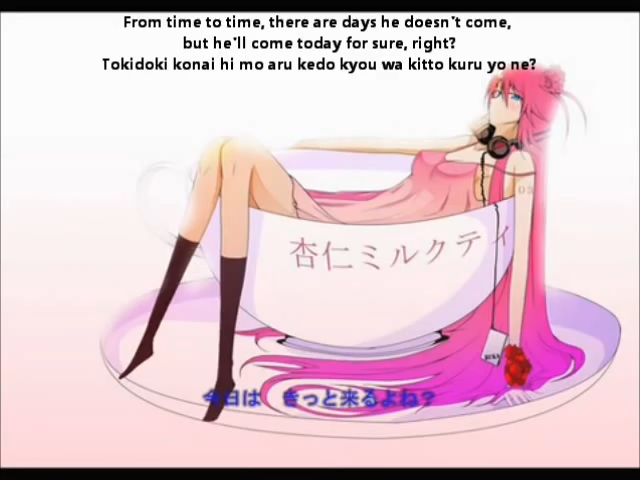 From time to time, there are days he doesn't come,
but he'll come today for sure, right?
Tokidoki konai hi mo aru kedo kyou wa kitto kuru yo ne?
03
杏仁ミルクティ
今日は きっと来るよね?